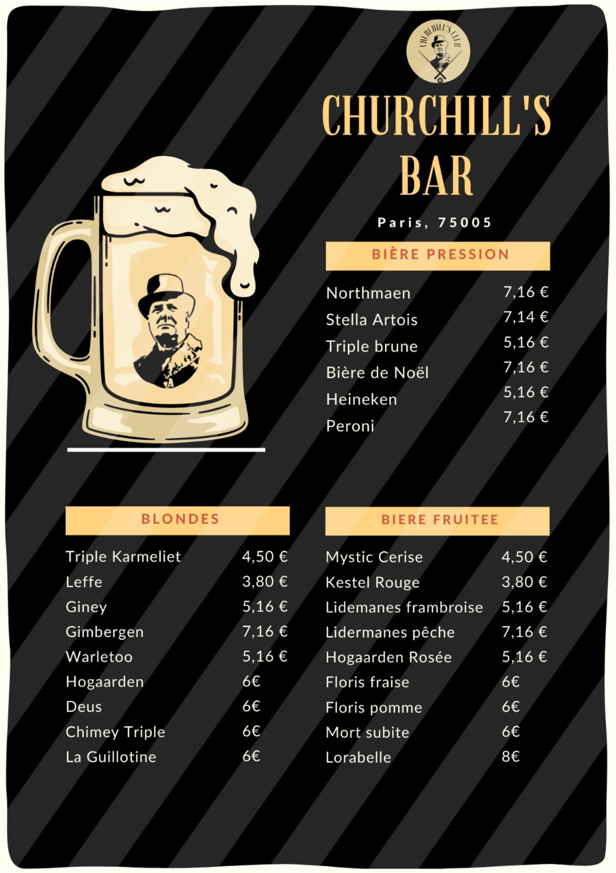 CHURCHILL'S CLUB
CHURCHILL'S
BAR
Paris, 75005
BIÈRE PRESSION
Northmaen 7,16 €
Stella Artois 7,14 €
Triple brune 5,16 €
Bière de Noël 7,16 €
Heineken 5,16 €
Peroni 7,16 €
BLONDES
Triple Karmeliet 4,50 €
Leffe 3,80 €
Giney 5,16 €
Gimbergen 7,16 €
Warletoo 5,16 €
Hogaarden 6€
Deus 6€
Chimey Triple 6€
La Guillotine 6€
BIERE FRUITEE
Mystic Cerise 4,50 €
Kestel Rouge 3,80 €
Lidemanes framboise 5,16 €
Lidermanes pêche 7,16 €
Hogaarden Rosée 5,16 €
Floris fraise 6€
Floris pomme 6€
Mort subite 6€
Lorabelle 8€